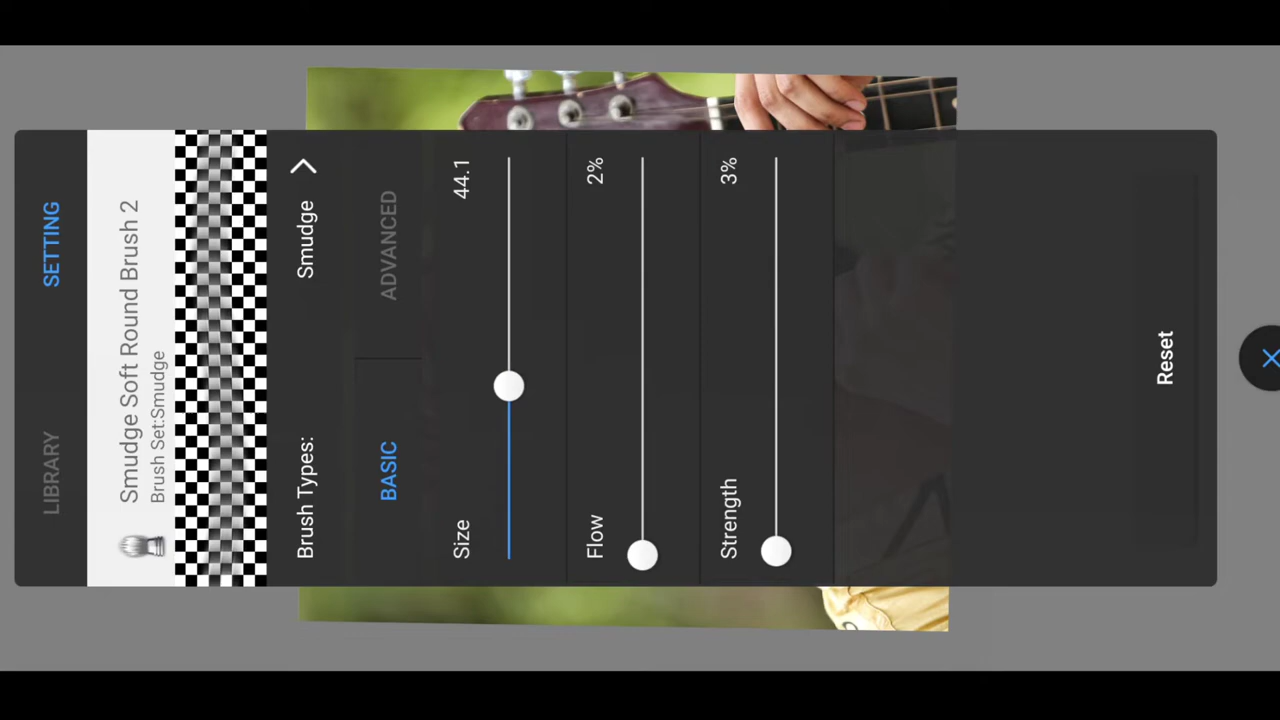 LIBRARY SETTING
Smudge Soft Round Brush 2
Brush Set:Smudge
Brush Types: Smudge
BASIC ADVANCED
Size 44.1
Flow 2%
Strength 3%
Reset